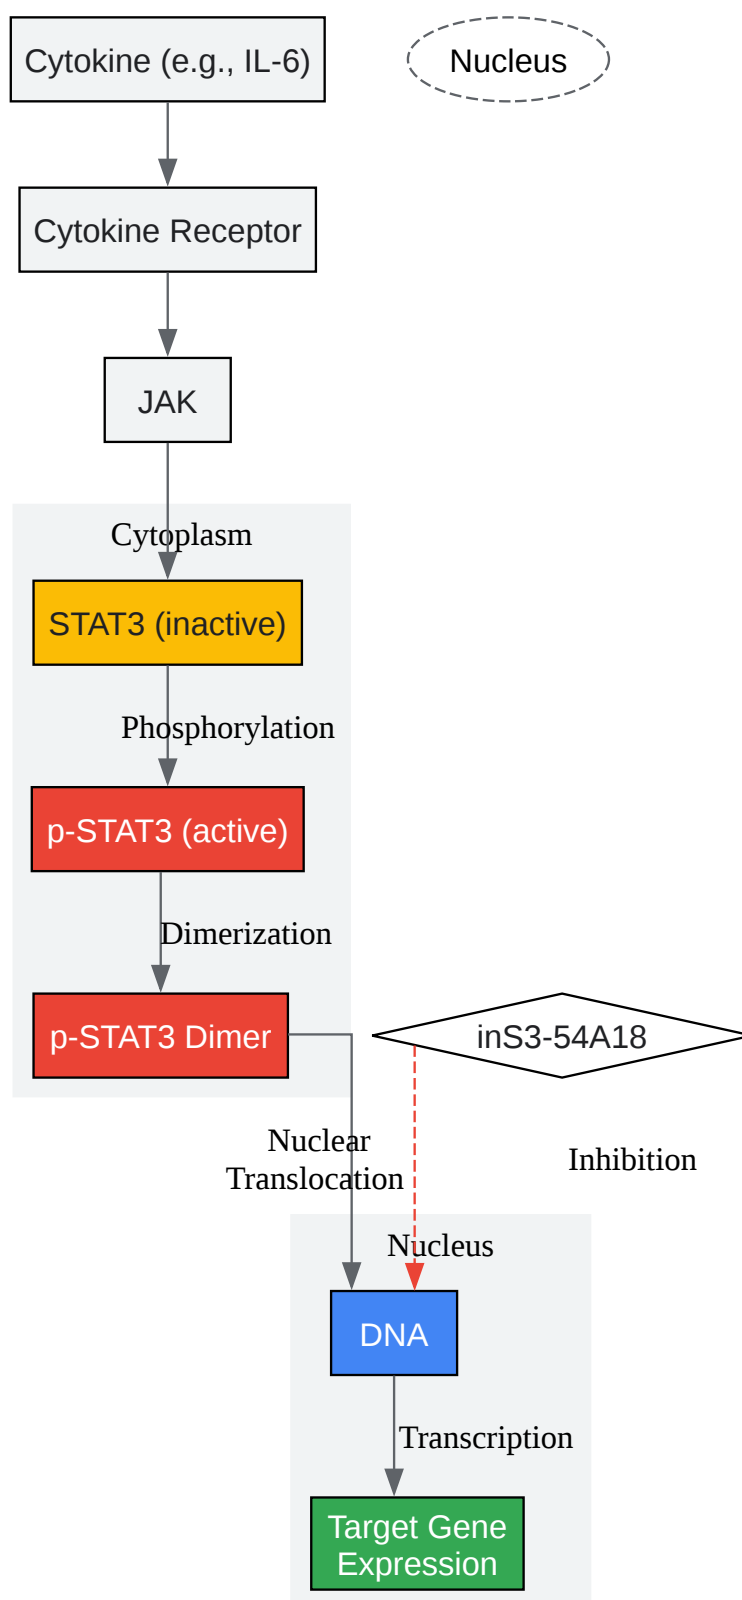 Cytokine (e.g., IL-6)
Nucleus
Cytokine Receptor
JAK
Cytoplasm
STAT3 (inactive)
Phosphorylation
p-STAT3 (active)
Dimerization
p-STAT3 Dimer
inS3-54A18
Nuclear
Translocation
Inhibition
Nucleus
DNA
Transcription
Target Gene
Expression